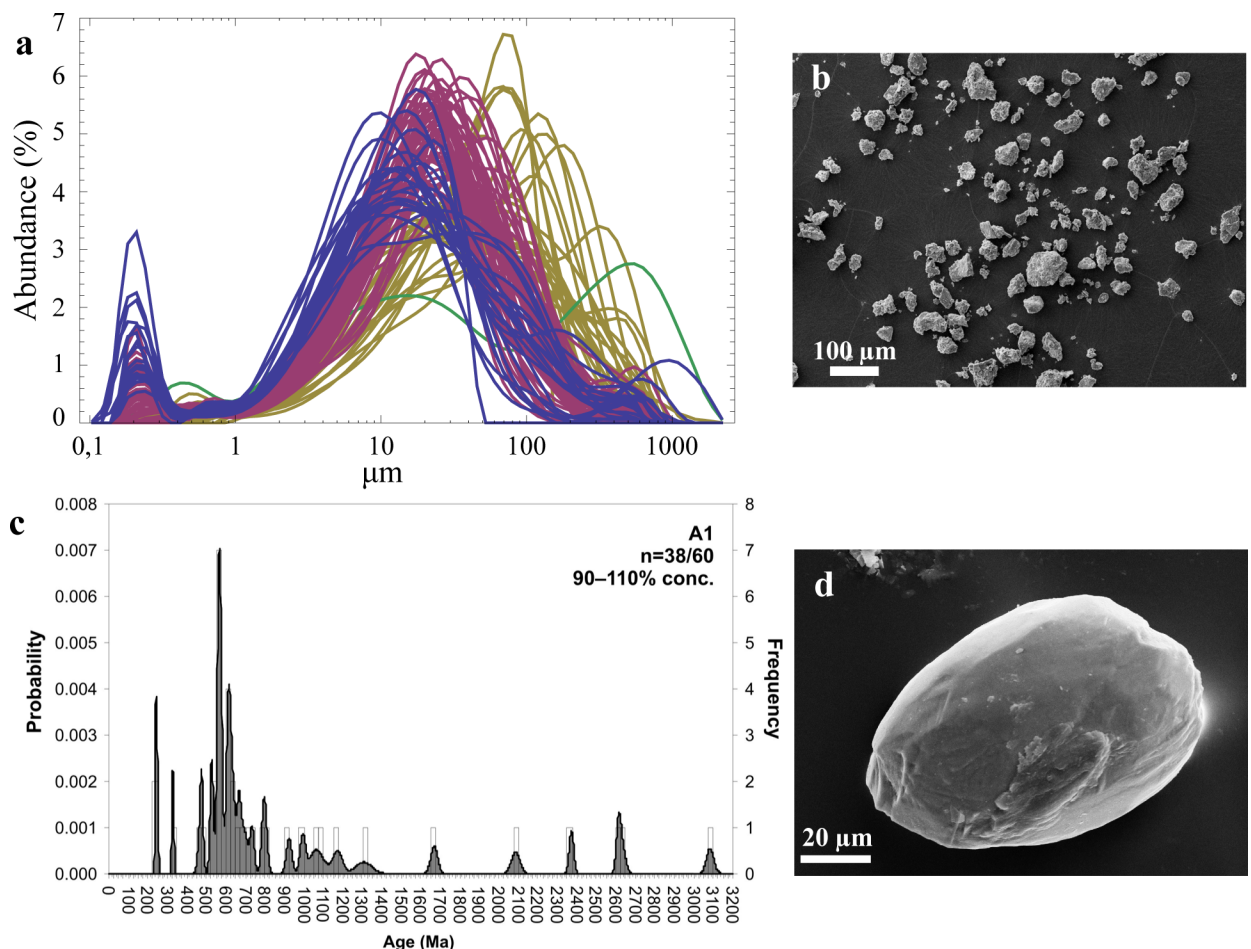 a
7
6
5
4
3
2
1
0
Abundance (%)
0,1
1
10
100
1000
μm
b
100 μm
c
0.008
0.007
0.006
0.005
0.004
0.003
0.002
0.001
0.000
Probability
A1
n=38/60
90–110% conc.
8
7
6
5
4
3
2
1
0
Frequency
0 100 200 300 400 500 600 700 800 900 1000 1100 1200 1300 1400 1500 1600 1700 1800 1900 2000 2100 2200 2300 2400 2500 2600 2700 2800 2900 3000 3100 3200
Age (Ma)
d
20 μm